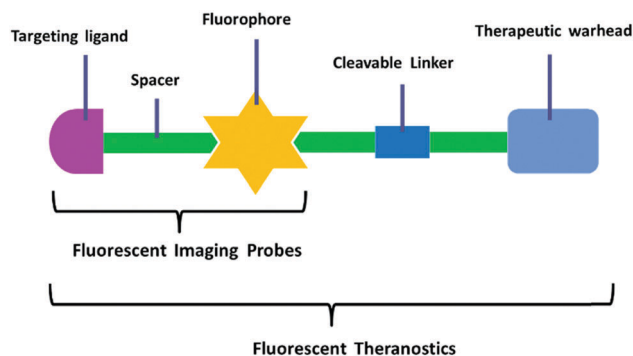 Targeting ligand
Spacer
Fluorophore
Cleavable Linker
Therapeutic warhead
Fluorescent Imaging Probes
Fluorescent Theranostics